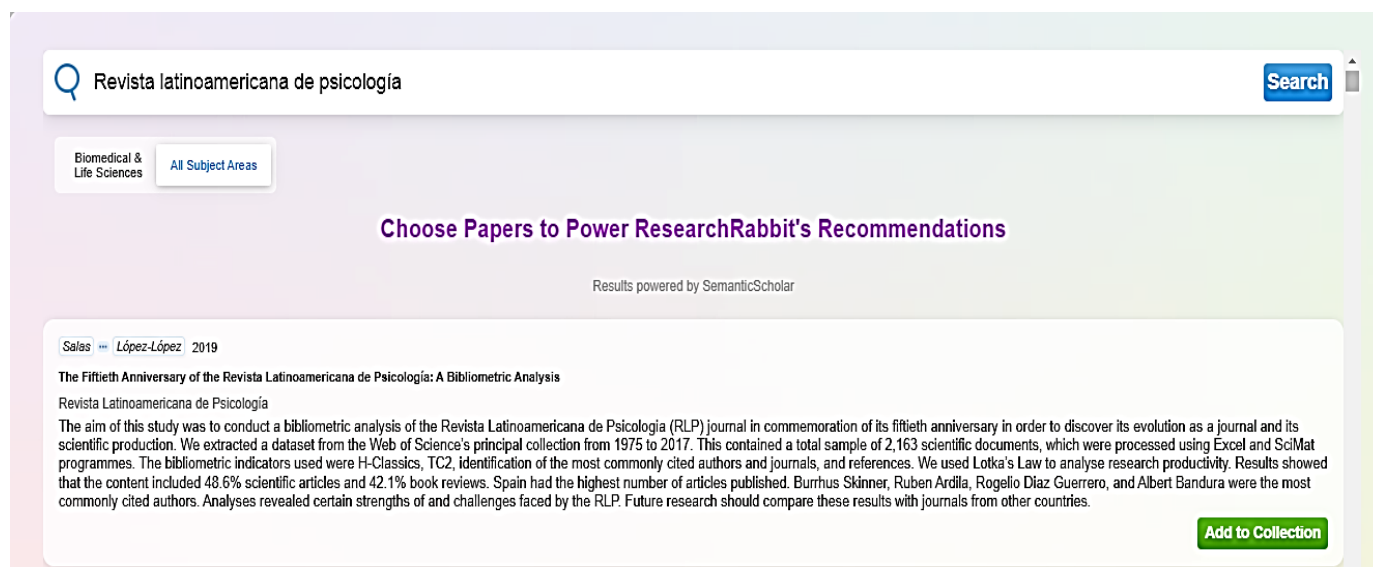 Revista latinoamericana de psicología
Search
Biomedical &
Life Sciences
All Subject Areas
Choose Papers to Power ResearchRabbit's Recommendations
Results powered by SemanticScholar
Salas ··· López-López 2019
The Fiftieth Anniversary of the Revista Latinoamericana de Psicología: A Bibliometric Analysis
Revista Latinoamericana de Psicología
The aim of this study was to conduct a bibliometric analysis of the Revista Latinoamericana de Psicologia (RLP) journal in commemoration of its fiftieth anniversary in order to discover its evolution as a journal and its
scientific production. We extracted a dataset from the Web of Science's principal collection from 1975 to 2017. This contained a total sample of 2,163 scientific documents, which were processed using Excel and SciMat
programmes. The bibliometric indicators used were H-Classics, TC2, identification of the most commonly cited authors and journals, and references. We used Lotka's Law to analyse research productivity. Results showed
that the content included 48.6% scientific articles and 42.1% book reviews. Spain had the highest number of articles published. Burrhus Skinner, Ruben Ardila, Rogelio Diaz Guerrero, and Albert Bandura were the most
commonly cited authors. Analyses revealed certain strengths of and challenges faced by the RLP. Future research should compare these results with journals from other countries.
Add to Collection